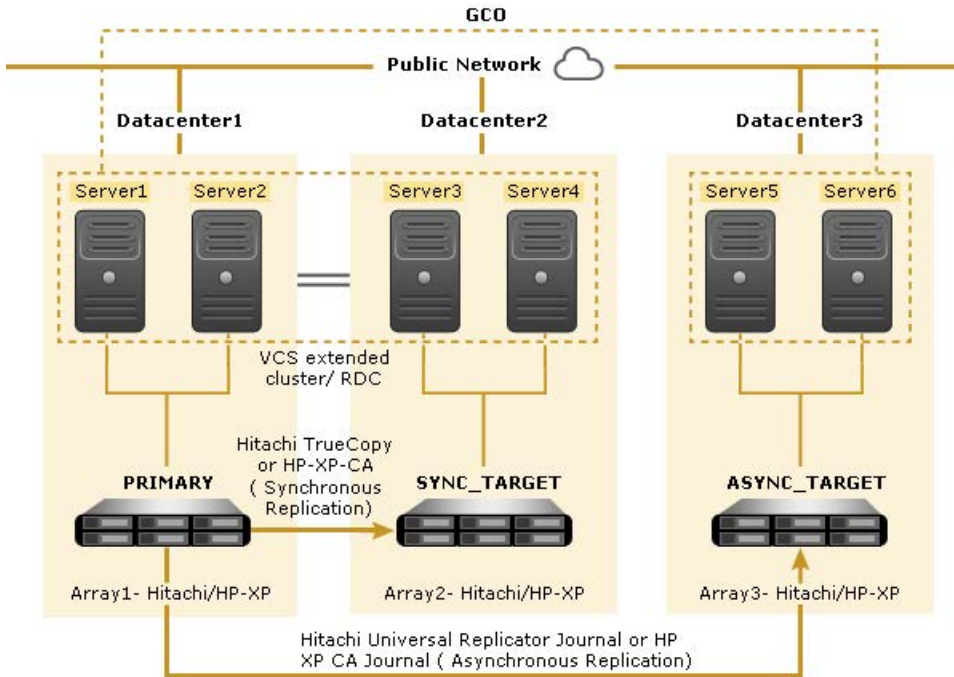 GCO
Public Network
Datacenter1
Datacenter2
Datacenter3
Server1
Server2
Server3
Server4
Server5
Server6
VCS extended
cluster/ RDC
Hitachi TrueCopy
or HP-XP-CA
( Synchronous
Replication)
PRIMARY
SYNC_TARGET
ASYNC_TARGET
Array1- Hitachi/HP-XP
Array2- Hitachi/HP-XP
Array3- Hitachi/HP-XP
Hitachi Universal Replicator Journal or HP
XP CA Journal ( Asynchronous Replication)